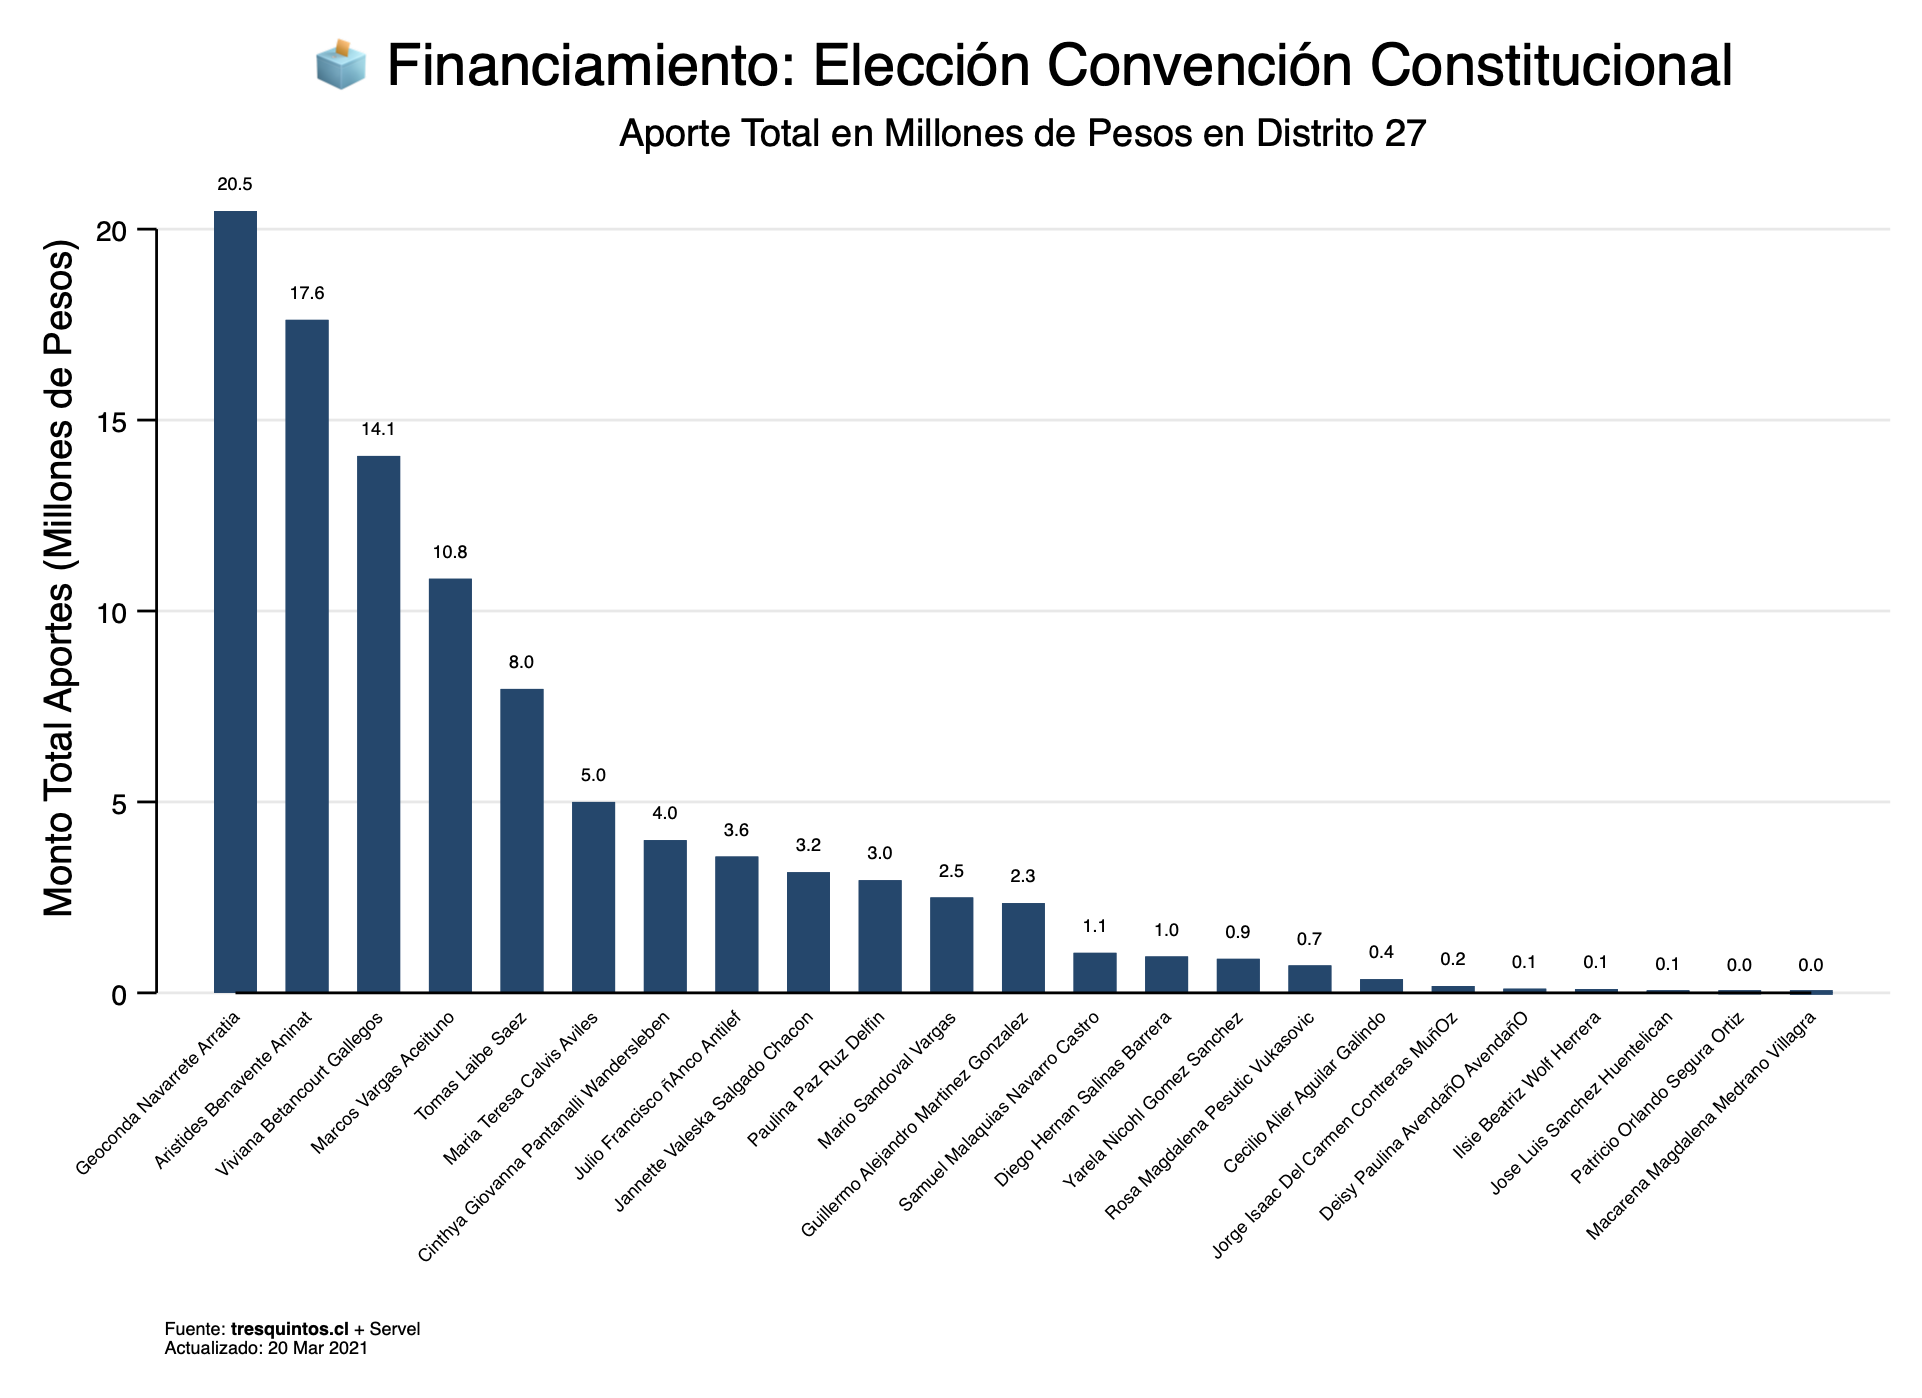 Financiamiento: Elección Convención Constitucional
Aporte Total en Millones de Pesos en Distrito 27
Monto Total Aportes (Millones de Pesos)
20
15
10
5
0
20.5
17.6
14.1
10.8
8.0
5.0
4.0
3.6
3.2
3.0
2.5
2.3
1.1
1.0
0.9
0.7
0.4
0.2
0.1
0.1
0.1
0.0
0.0
Geoconda Navarrete Arratia
Aristides Benavente Aninat
Viviana Betancourt Gallegos
Marcos Vargas Aceituno
Tomas Laibe Saez
Maria Teresa Calvis Aviles
Cinthya Giovanna Pantanalli Wandersleben
Julio Francisco ñAnco Antilef
Jannette Valeska Salgado Chacon
Paulina Paz Ruz Delfin
Mario Sandoval Vargas
Guillermo Alejandro Martinez Gonzalez
Samuel Malaquias Navarro Castro
Diego Hernan Salinas Barrera
Yarela Nicohl Gomez Sanchez
Rosa Magdalena Pesutic Vukasovic
Cecilio Alier Aguilar Galindo
Jorge Isaac Del Carmen Contreras MuñOz
Deisy Paulina AvendañO AvendañO
Ilsie Beatriz Wolf Herrera
Jose Luis Sanchez Huentelican
Patricio Orlando Segura Ortiz
Macarena Magdalena Medrano Villagra
Fuente: tresquintos.cl + Servel
Actualizado: 20 Mar 2021